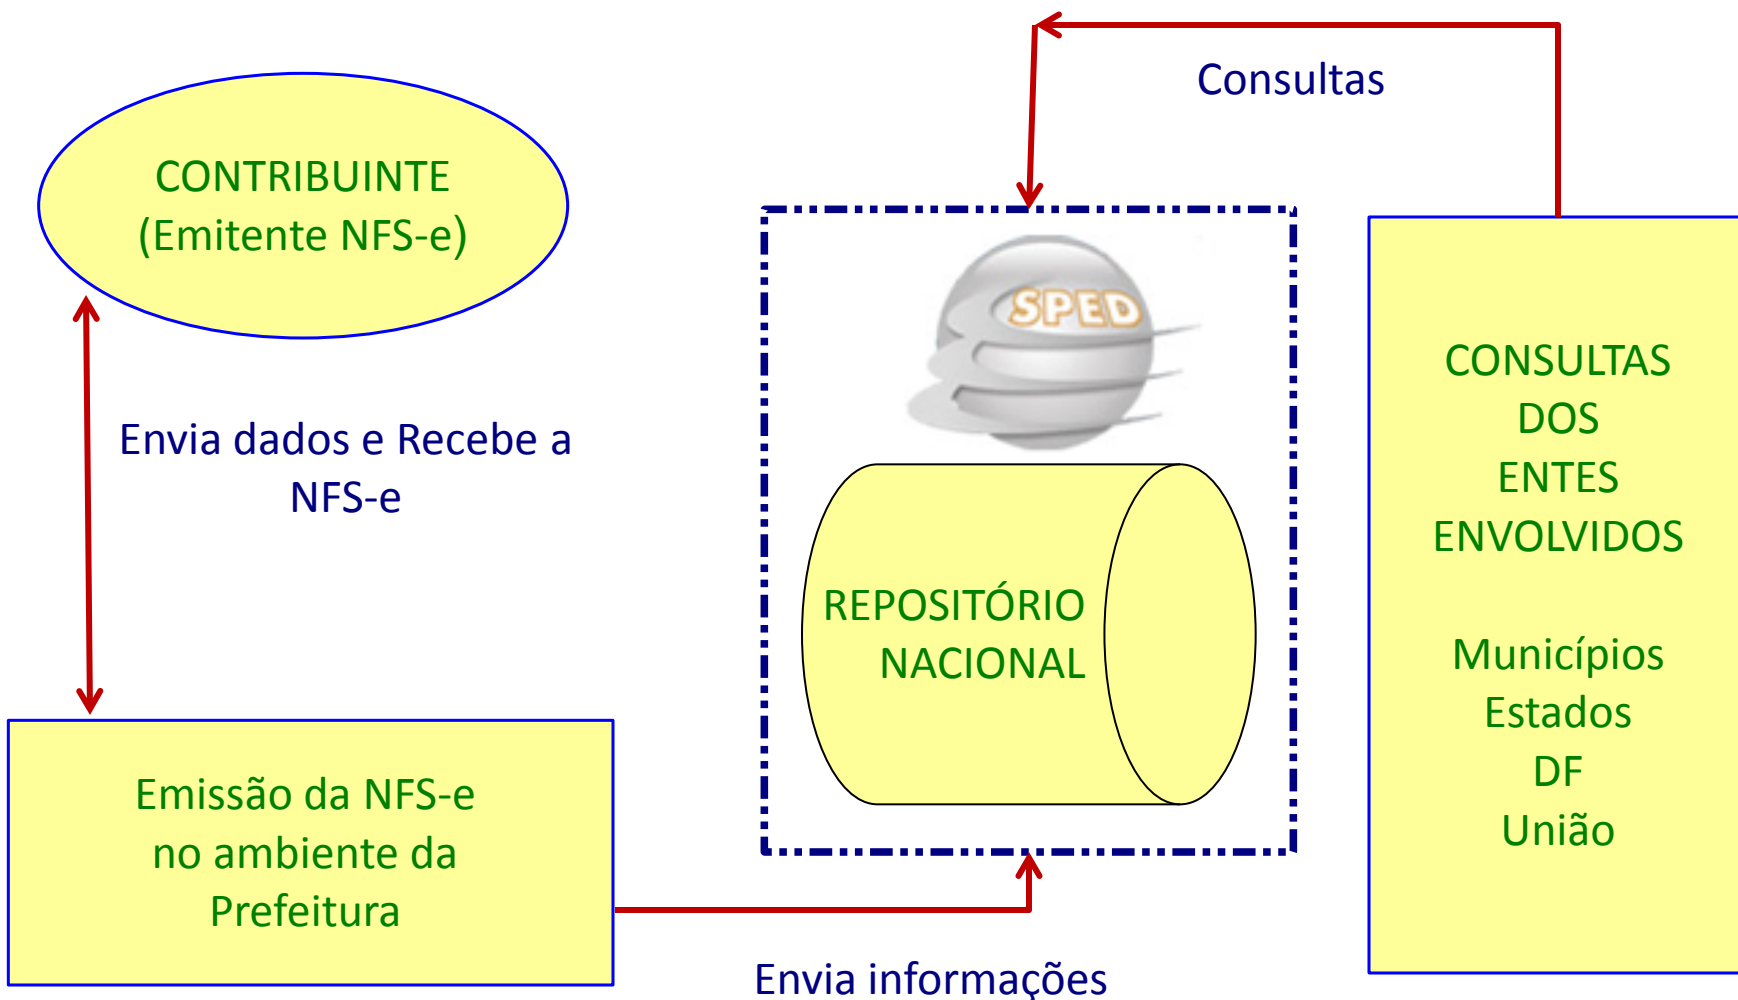 Consultas
CONTRIBUINTE
(Emitente NFS-e)
SPED
Envia dados e Recebe a
NFS-e
REPOSITÓRIO
NACIONAL
CONSULTAS
DOS
ENTES
ENVOLVIDOS
Municípios
Estados
DF
União
Emissão da NFS-e
no ambiente da
Prefeitura
Envia informações